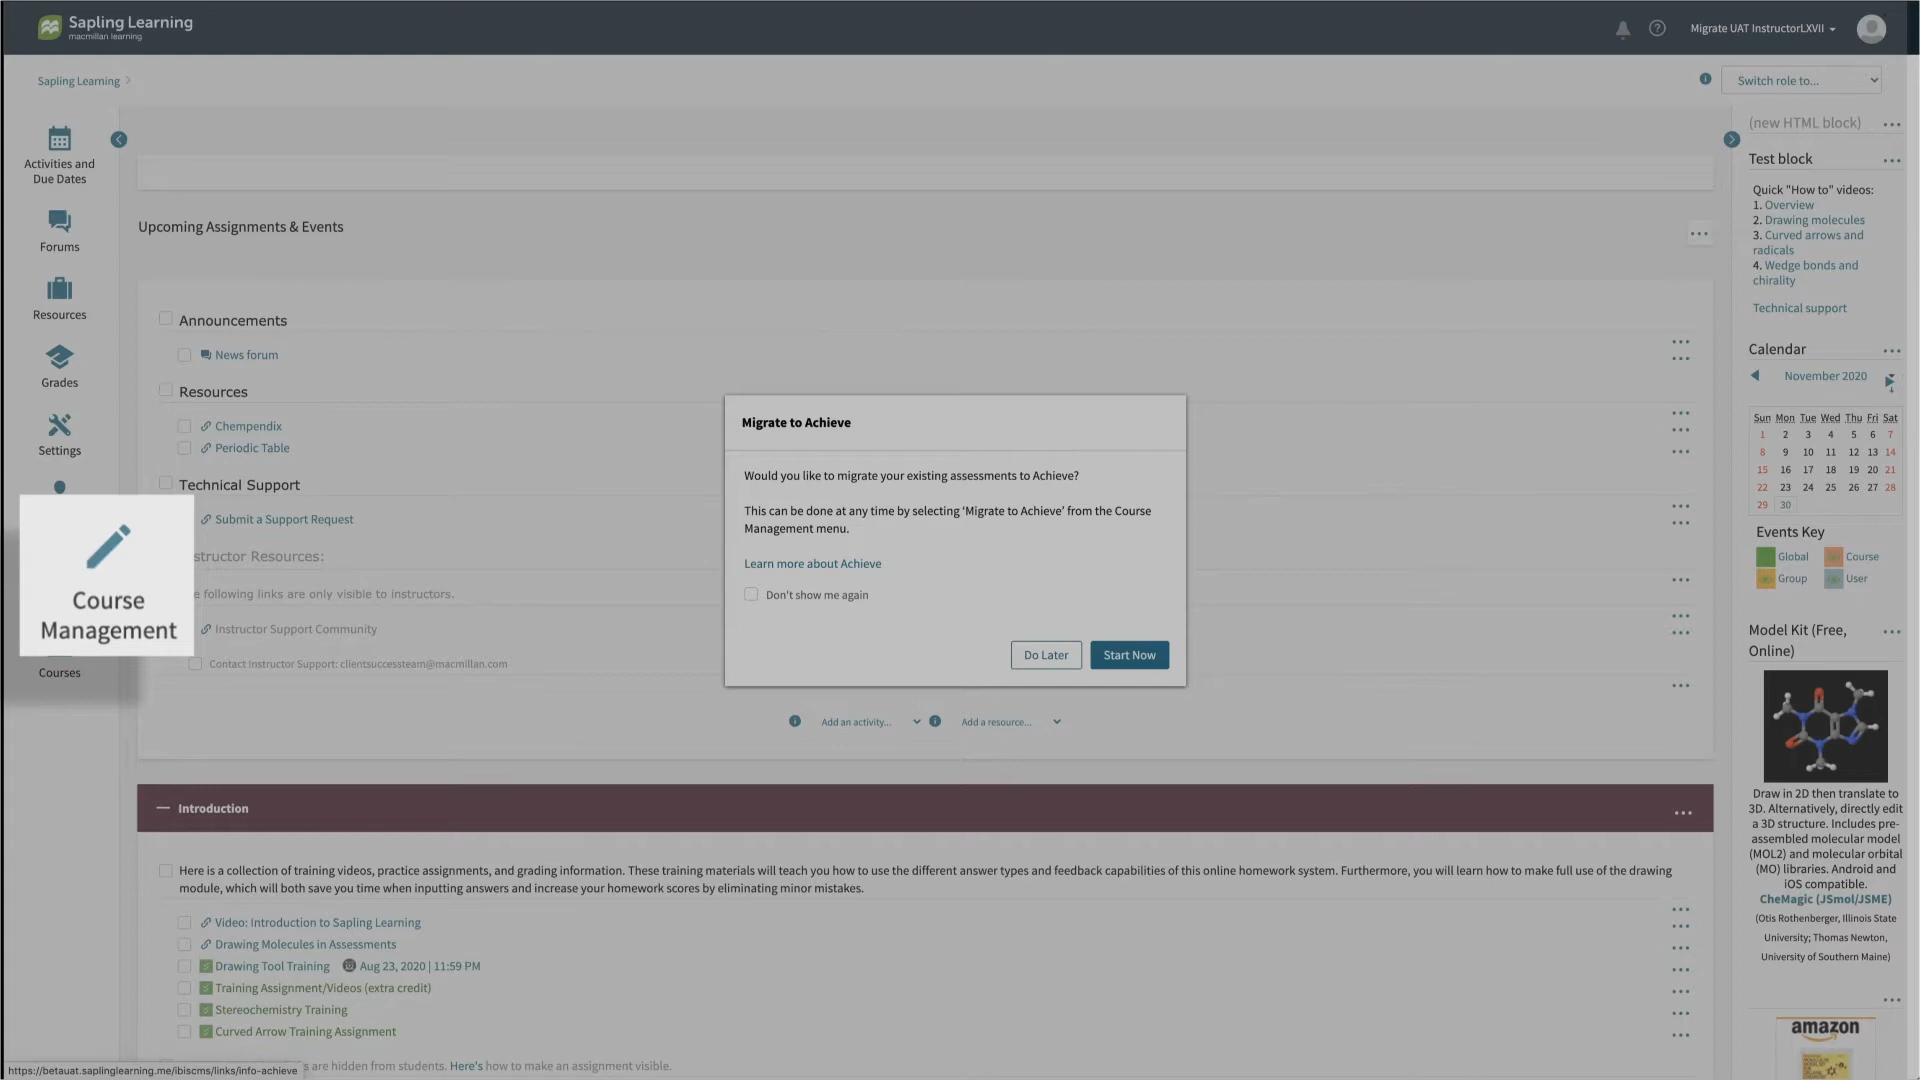 Sapling Learning
macmillan learning
Migrate UAT InstructorLXVII
Sapling Learning
Switch role to...
Activities and
Due Dates
Forums
Resources
Grades
Settings
Course
Management
Courses
Upcoming Assignments & Events
Announcements
News forum
Resources
Chempendix
Periodic Table
Technical Support
Submit a Support Request
structor Resources:
e following links are only visible to instructors.
Instructor Support Community
Contact Instructor Support: clientsuccessteam@macmillan.com
Add an activity...
Add a resource...
Migrate to Achieve
Would you like to migrate your existing assessments to Achieve?
This can be done at any time by selecting ‘Migrate to Achieve’ from the Course
Management menu.
Learn more about Achieve
Don't show me again
Do Later
Start Now
Introduction
Here is a collection of training videos, practice assignments, and grading information. These training materials will teach you how to use the different answer types and feedback capabilities of this online homework system. Furthermore, you will learn how to make full use of the drawing
module, which will both save you time when inputting answers and increase your homework scores by eliminating minor mistakes.
Video: Introduction to Sapling Learning
Drawing Molecules in Assessments
Drawing Tool Training Aug 23, 2020 | 11:59 PM
Training Assignment/Videos (extra credit)
Stereochemistry Training
Curved Arrow Training Assignment
s are hidden from students. Here's how to make an assignment visible.
https://betauat.saplinglearning.me/ibiscms/links/info-achieve
(new HTML block)
Test block
Quick "How to" videos:
1. Overview
2. Drawing molecules
3. Curved arrows and
radicals
4. Wedge bonds and
chirality
Technical support
Calendar
November 2020
Sun Mon Tue Wed Thu Fri Sat
1 2 3 4 5 6 7
8 9 10 11 12 13 14
15 16 17 18 19 20 21
22 23 24 25 26 27 28
29 30
Events Key
Global Course
Group User
Model Kit (Free,
Online)
Draw in 2D then translate to
3D. Alternatively, directly edit
a 3D structure. Includes pre-
assembled molecular model
(MOL2) and molecular orbital
(MO) libraries. Android and
iOS compatible.
CheMagic (JSmol/JSME)
(Otis Rothenberger, Illinois State
University; Thomas Newton,
University of Southern Maine)
amazon